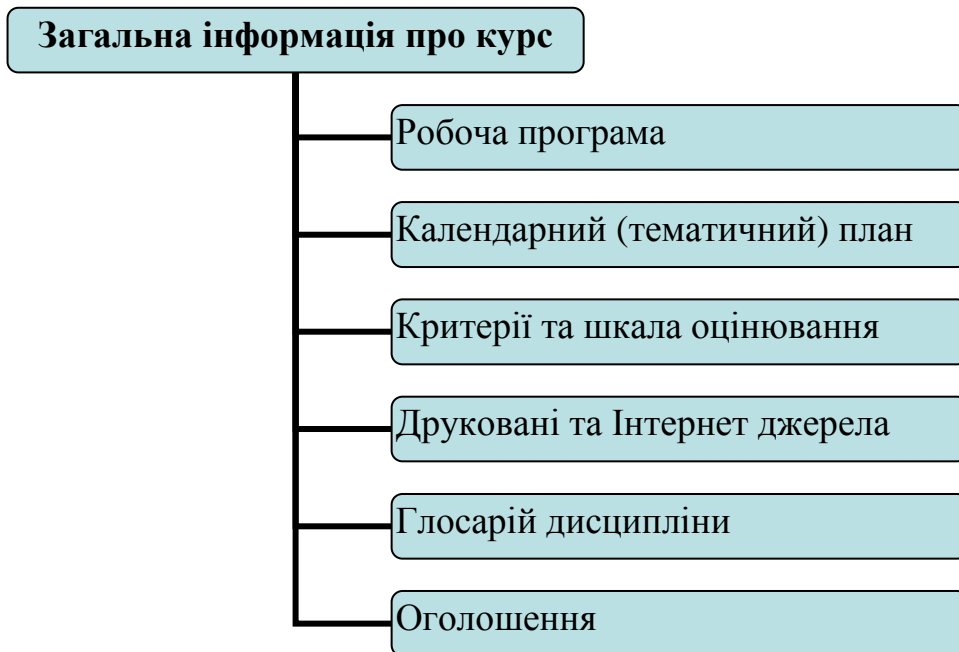 Загальна інформація про курс
Робоча програма
Календарний (тематичний) план
Критерії та шкала оцінювання
Друковані та Інтернет джерела
Глосарій дисципліни
Оголошення